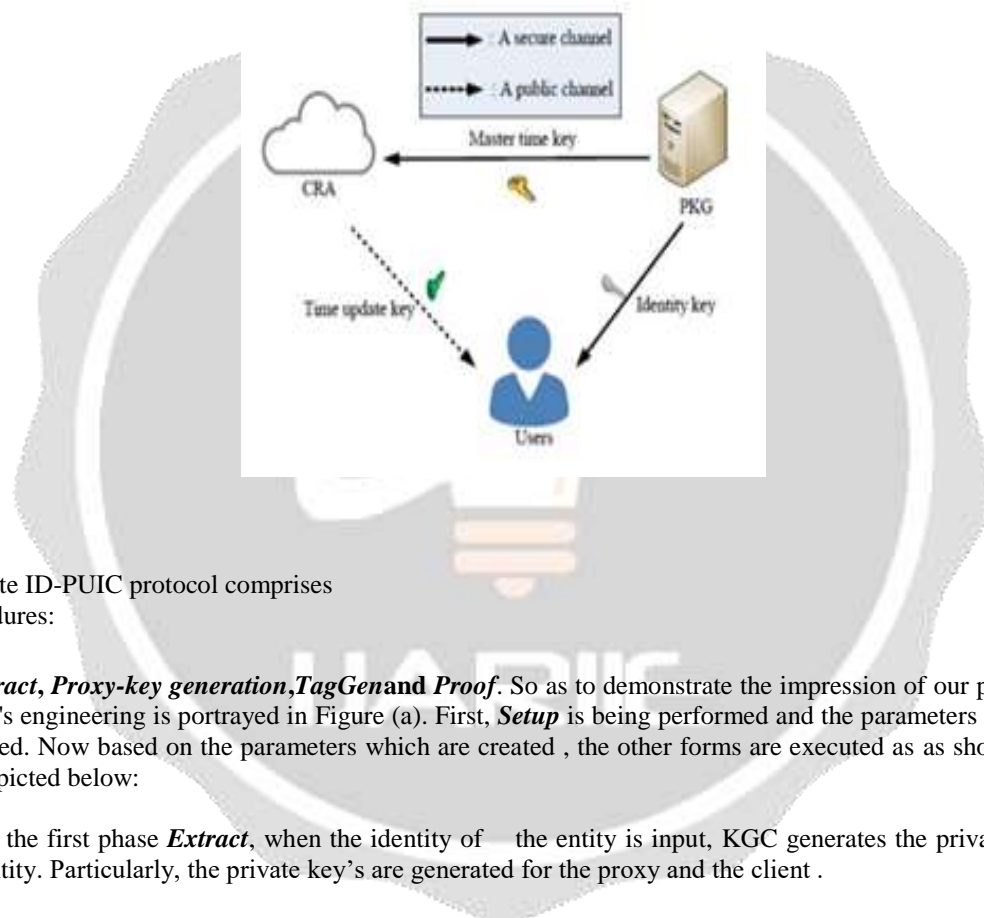 : A secure channel
: A public channel
Master time key
CRA
PKG
Time update key
Identity key
Users
te ID-PUIC protocol comprises
dures:
ract, Proxy-key generation,TagGenand Proof. So as to demonstrate the impression of our p
's engineering is portrayed in Figure (a). First, Setup is being performed and the parameters
ed. Now based on the parameters which are created , the other forms are executed as as sho
picted below:
the first phase Extract, when the identity of the entity is input, KGC generates the priva
tity. Particularly, the private key’s are generated for the proxy and the client .